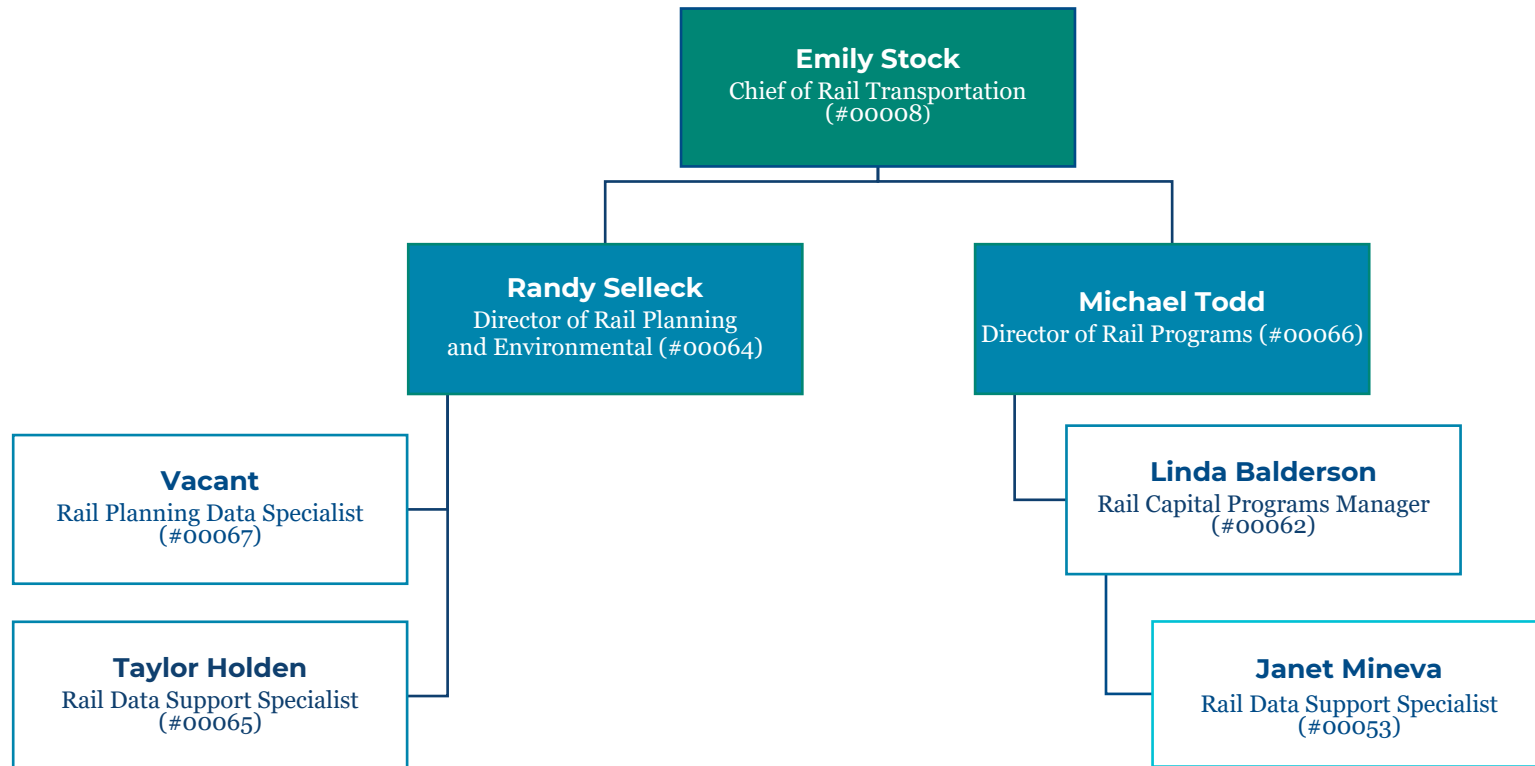 Emily Stock
Chief of Rail Transportation
(#00008)
Randy Selleck
Director of Rail Planning
and Environmental (#00064)
Michael Todd
Director of Rail Programs (#00066)
Vacant
Rail Planning Data Specialist
(#00067)
Linda Balderson
Rail Capital Programs Manager
(#00062)
Taylor Holden
Rail Data Support Specialist
(#00065)
Janet Mineva
Rail Data Support Specialist
(#00053)